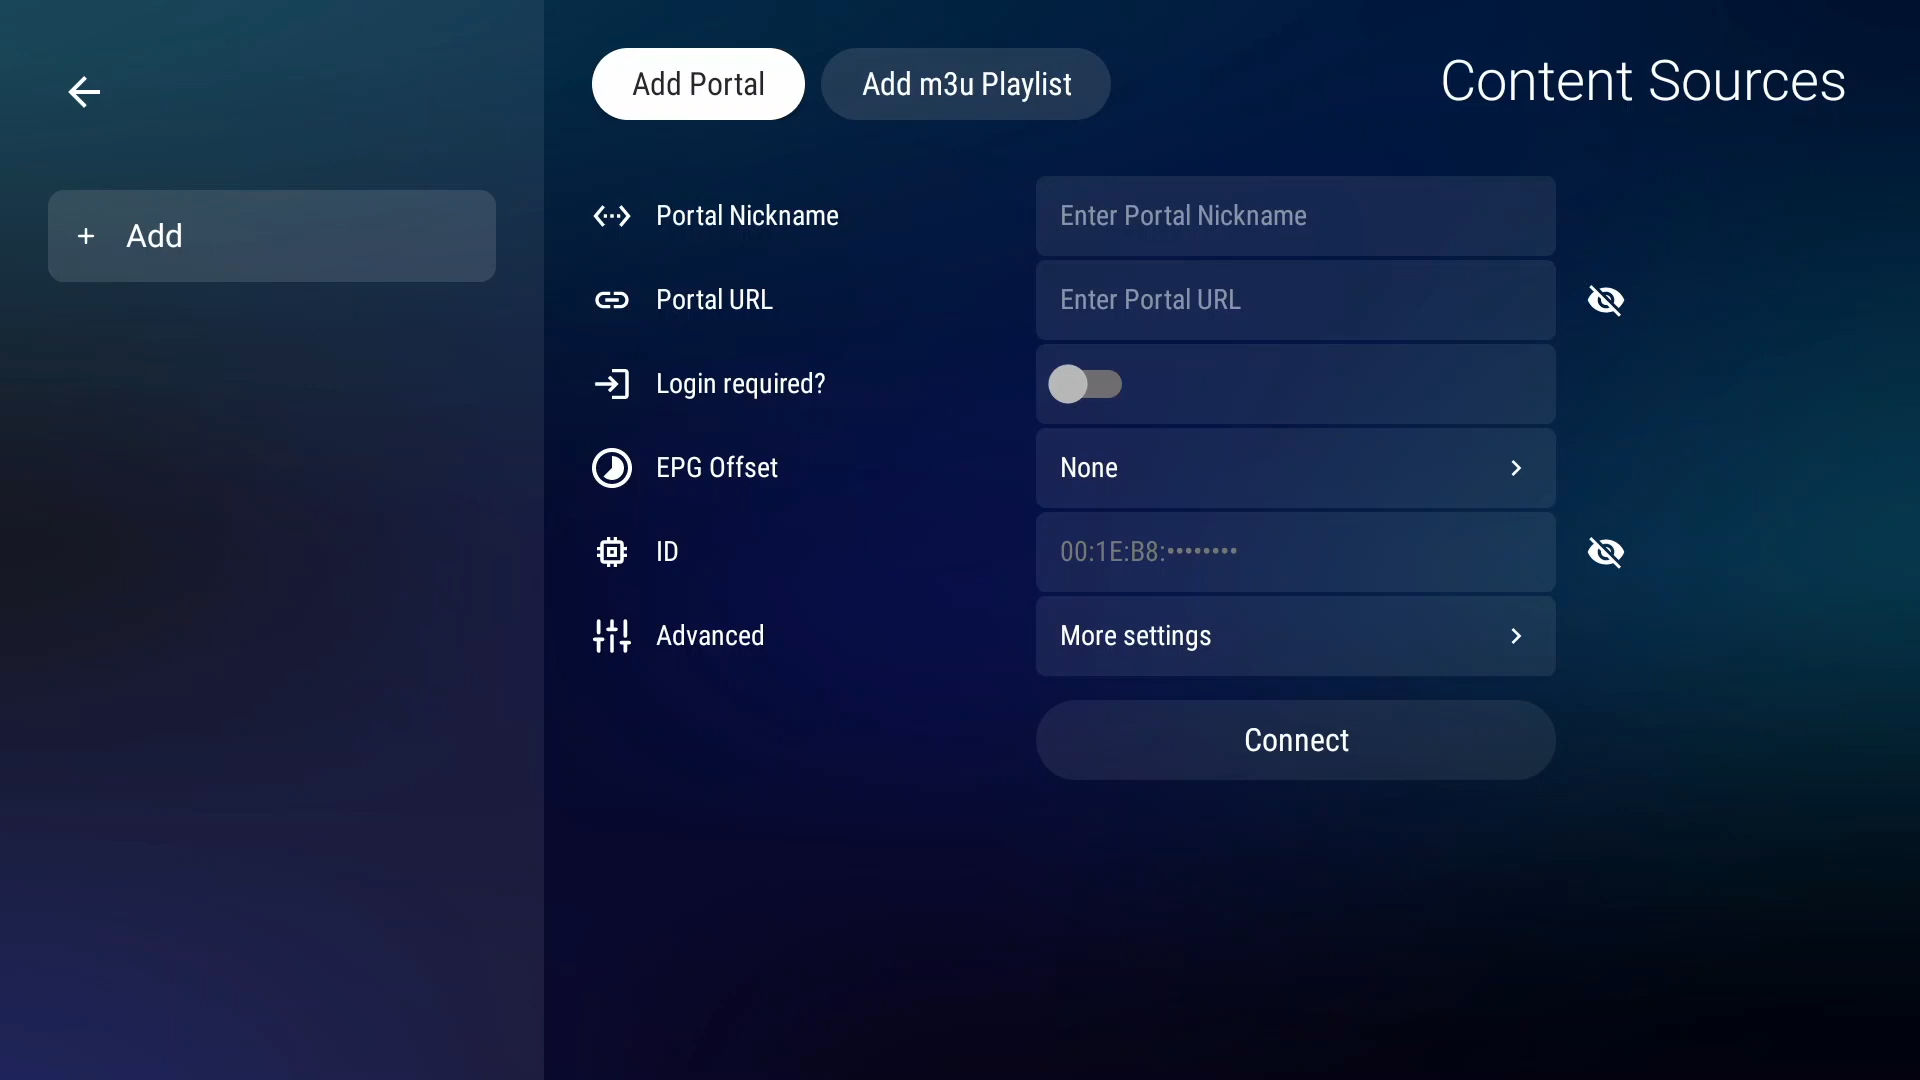 Add Portal
Add m3u Playlist
Content Sources
+ Add
Portal Nickname
Enter Portal Nickname
Portal URL
Enter Portal URL
Login required?
EPG Offset
None
ID
00:1E:B8:••••••••
Advanced
More settings
Connect